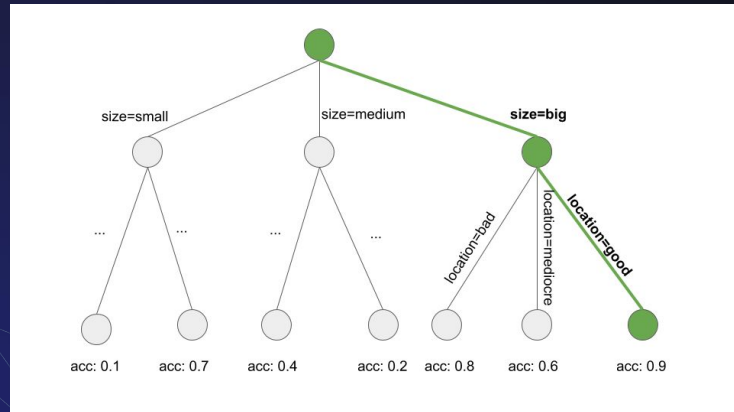 size=small
size=medium
size=big
...
...
...
...
location=bad
location=mediocre
location=good
acc: 0.1
acc: 0.7
acc: 0.4
acc: 0.2
acc: 0.8
acc: 0.6
acc: 0.9